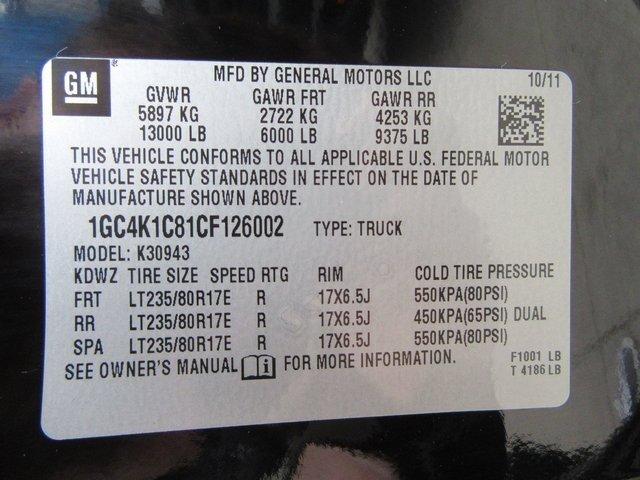 GM
MFD BY GENERAL MOTORS LLC 10/11
GVWR GAWR FRT GAWR RR
5897 KG 2722 KG 4253 KG
13000 LB 6000 LB 9375 LB
THIS VEHICLE CONFORMS TO ALL APPLICABLE U.S. FEDERAL MOTOR
VEHICLE SAFETY STANDARDS IN EFFECT ON THE DATE OF
MANUFACTURE SHOWN ABOVE.
1GC4K1C81CF126002 TYPE: TRUCK
MODEL: K30943
KDWZ TIRE SIZE SPEED RTG RIM COLD TIRE PRESSURE
FRT LT235/80R17E R 17X6.5J 550KPA(80PSI)
RR LT235/80R17E R 17X6.5J 450KPA(65PSI) DUAL
SPA LT235/80R17E R 17X6.5J 550KPA(80PSI)
SEE OWNER'S MANUAL FOR MORE INFORMATION.
F1001 LB
T 4186 LB